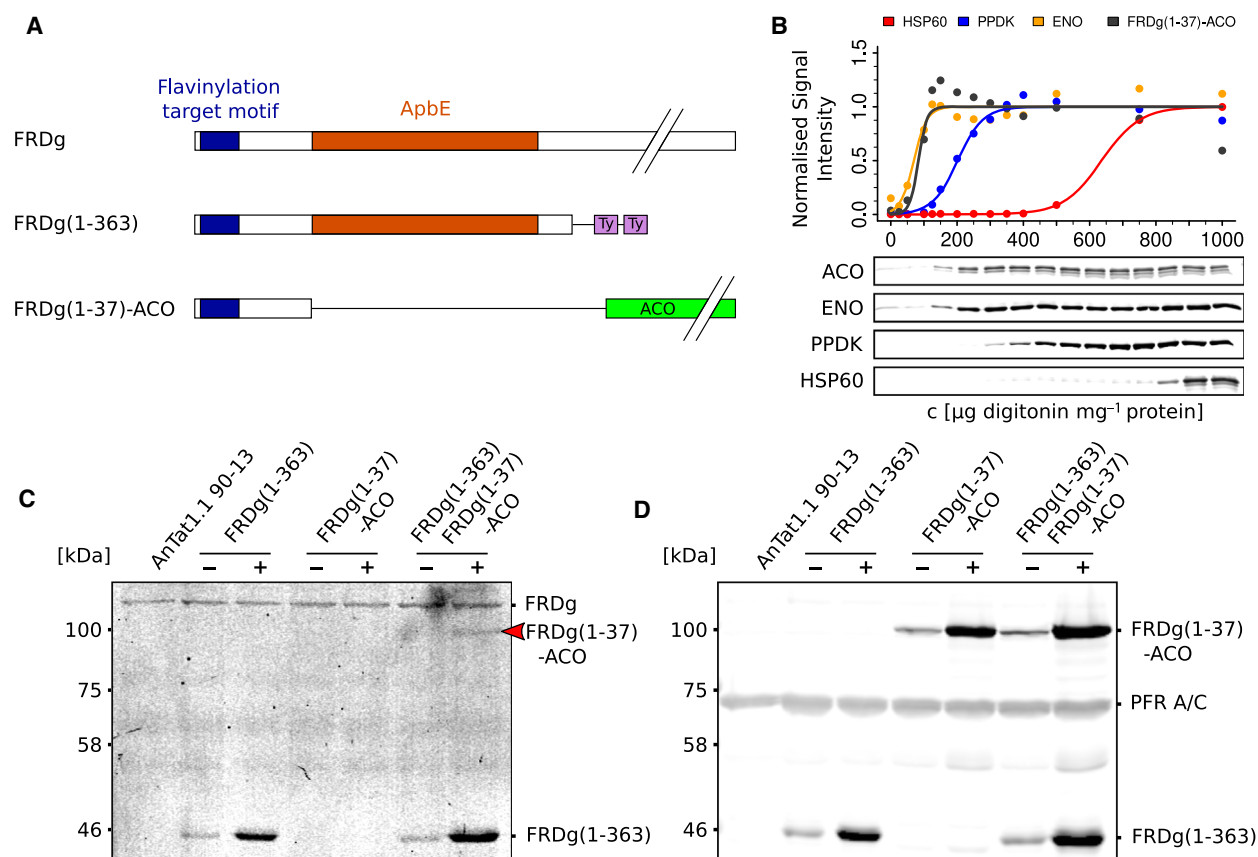 A
Flavinylation
target motif
ApbE
FRDg
FRDg(1-363)
Ty Ty
FRDg(1-37)-ACO
ACO
B
HSP60 PPDK ENO FRDg(1-37)-ACO
Normalised Signal
Intensity
1.5
1.0
0.5
0.0
0 200 400 600 800 1000
ACO
ENO
PPDK
HSP60
c [µg digitonin mg⁻¹ protein]
C
[kDa]
AnTat1.1 90-13
FRDg(1-363)
FRDg(1-37)
-ACO
FRDg(1-363)
FRDg(1-37)
-ACO
– + – + – +
100
75
58
46
FRDg
FRDg(1-37)
-ACO
FRDg(1-363)
D
[kDa]
AnTat1.1 90-13
FRDg(1-363)
FRDg(1-37)
-ACO
FRDg(1-363)
FRDg(1-37)
-ACO
– + – + – +
100
75
58
46
FRDg(1-37)
-ACO
PFR A/C
FRDg(1-363)